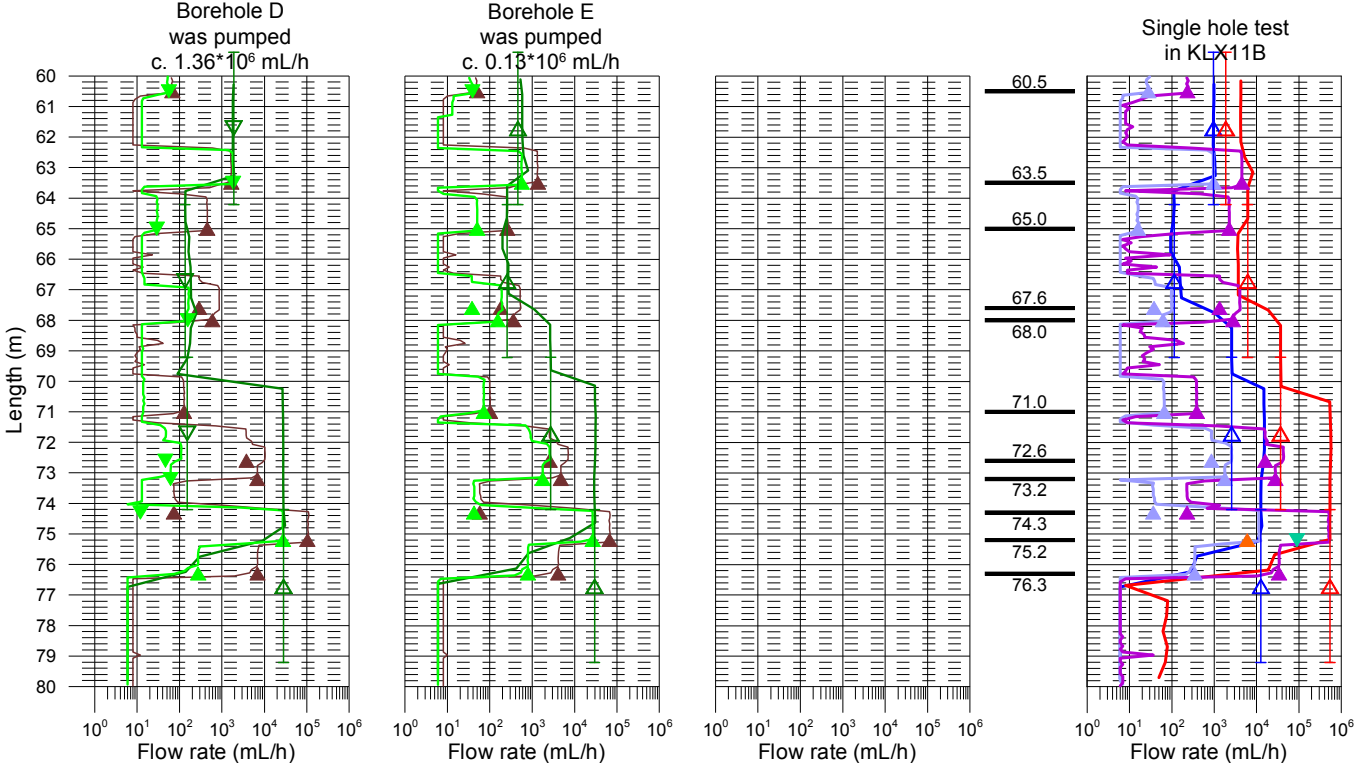 Borehole D
was pumped
c. 1.36*10⁶ mL/h
Borehole E
was pumped
c. 0.13*10⁶ mL/h
Single hole test
in KLX11B
Length (m)
60
61
62
63
64
65
66
67
68
69
70
71
72
73
74
75
76
77
78
79
80
60.5
63.5
65.0
67.6
68.0
71.0
72.6
73.2
74.3
75.2
76.3
10⁰ 10¹ 10² 10³ 10⁴ 10⁵ 10⁶
10⁰ 10¹ 10² 10³ 10⁴ 10⁵ 10⁶
10⁰ 10¹ 10² 10³ 10⁴ 10⁵ 10⁶
10⁰ 10¹ 10² 10³ 10⁴ 10⁵ 10⁶
Flow rate (mL/h)
Flow rate (mL/h)
Flow rate (mL/h)
Flow rate (mL/h)